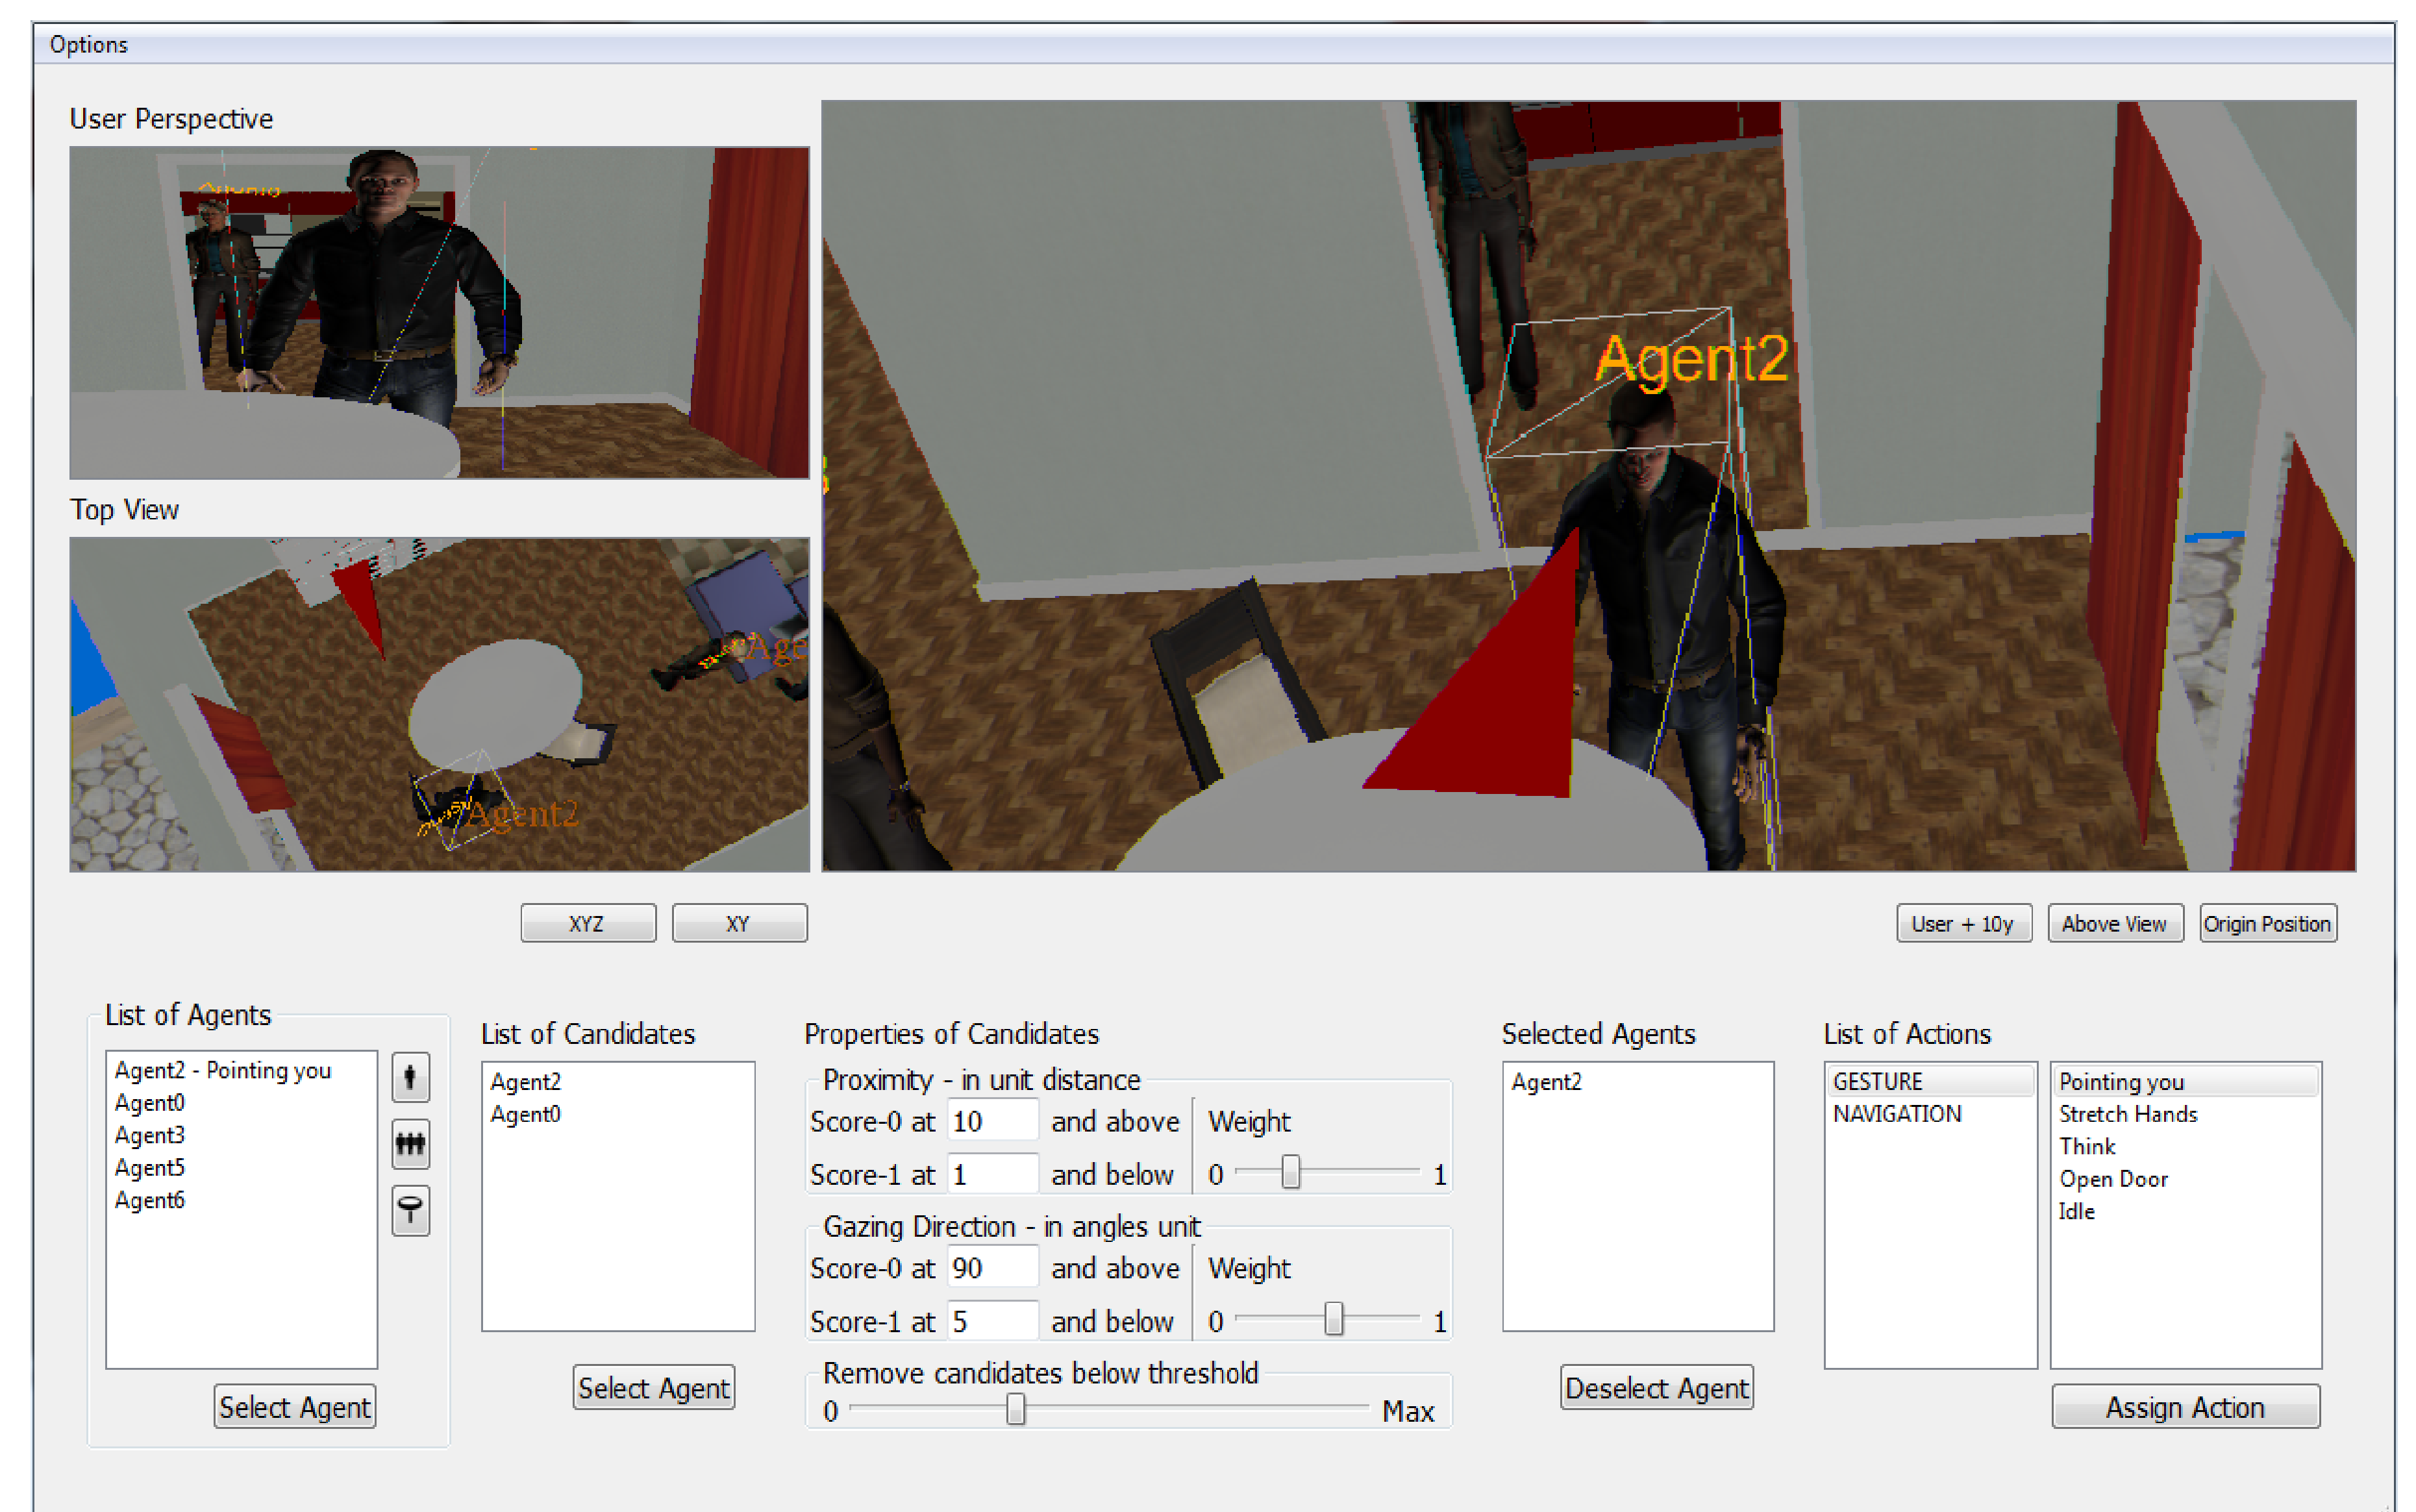 Options
User Perspective
Top View
Agent2
Age
Agent2
XYZ
XY
User + 10y
Above View
Origin Position
List of Agents
Agent2 - Pointing you
Agent0
Agent3
Agent5
Agent6
Select Agent
List of Candidates
Agent2
Agent0
Select Agent
Properties of Candidates
Proximity - in unit distance
Score-0 at 10 and above
Weight
Score-1 at 1 and below
0 1
Gazing Direction - in angles unit
Score-0 at 90 and above
Weight
Score-1 at 5 and below
0 1
Remove candidates below threshold
0 Max
Selected Agents
Agent2
Deselect Agent
List of Actions
GESTURE
NAVIGATION
Pointing you
Stretch Hands
Think
Open Door
Idle
Assign Action